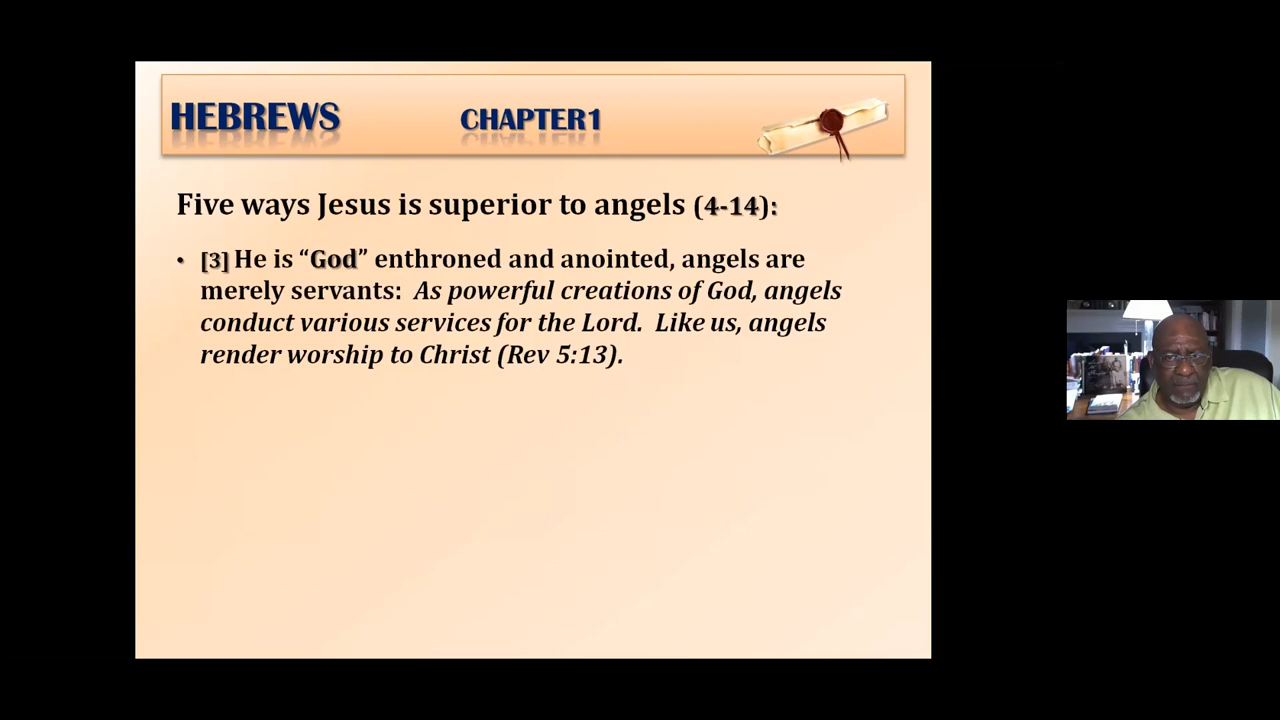 HEBREWS CHAPTER1
Five ways Jesus is superior to angels (4-14):
• [3] He is “God” enthroned and anointed, angels are
merely servants: As powerful creations of God, angels
conduct various services for the Lord. Like us, angels
render worship to Christ (Rev 5:13).